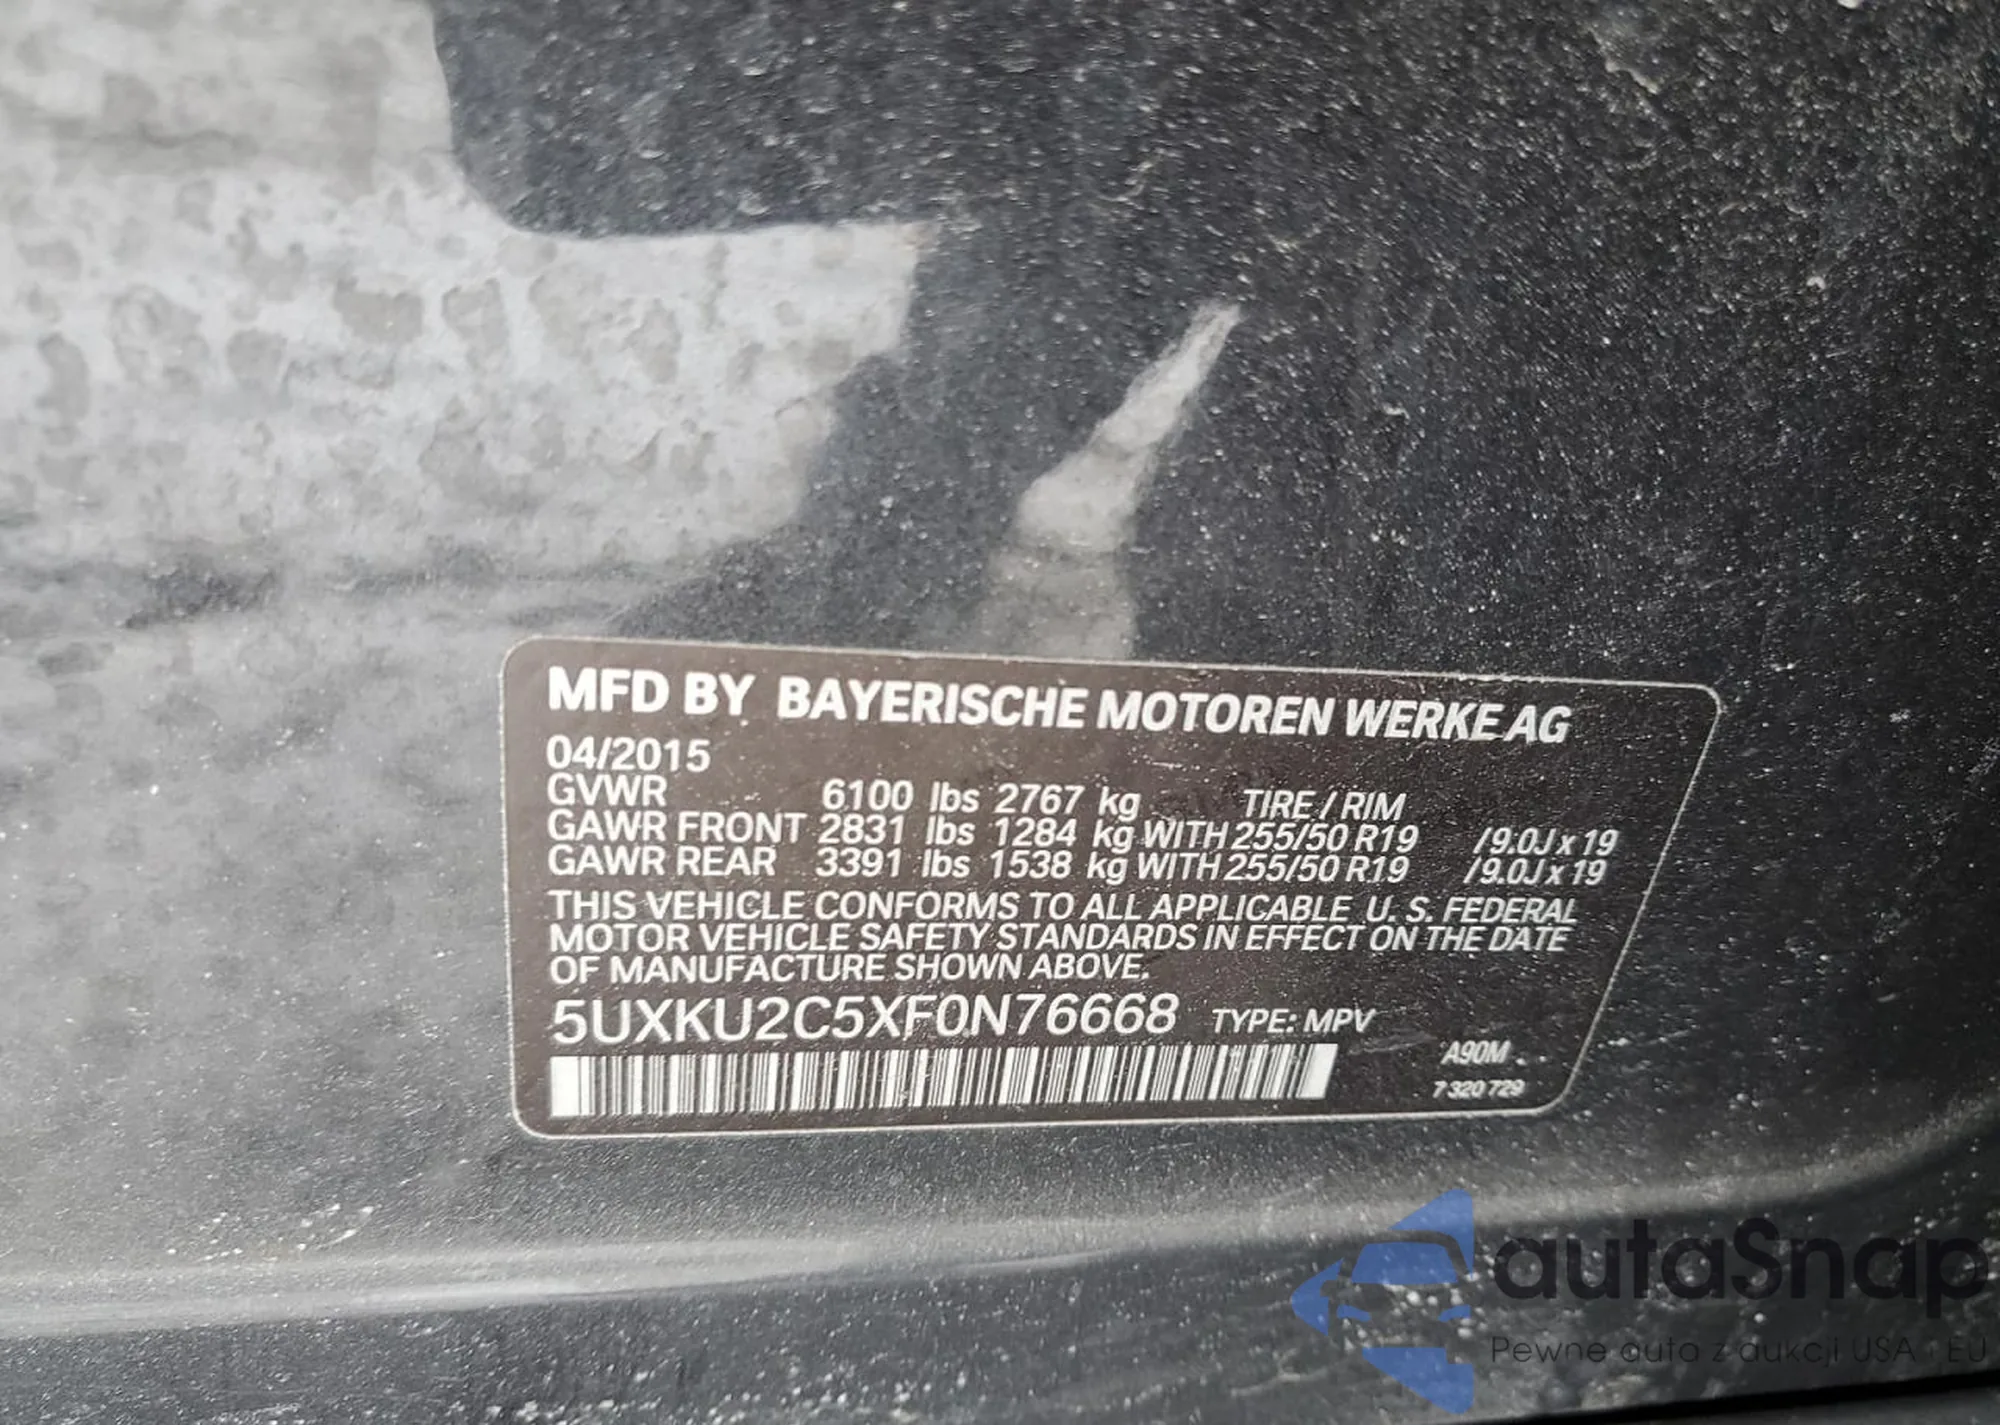 MFD BY BAYERISCHE MOTOREN WERKE AG
04/2015
GVWR 6100 lbs 2767 kg TIRE / RIM
GAWR FRONT 2831 lbs 1284 kg WITH 255/50 R19 /9.0J x 19
GAWR REAR 3391 lbs 1538 kg WITH 255/50 R19 /9.0J x 19
THIS VEHICLE CONFORMS TO ALL APPLICABLE U. S. FEDERAL
MOTOR VEHICLE SAFETY STANDARDS IN EFFECT ON THE DATE
OF MANUFACTURE SHOWN ABOVE.
5UXKU2C5XF0N76668 TYPE: MPV
A90M
7 320 729
autaSnap
Pewne auta z aukcji USA i EU